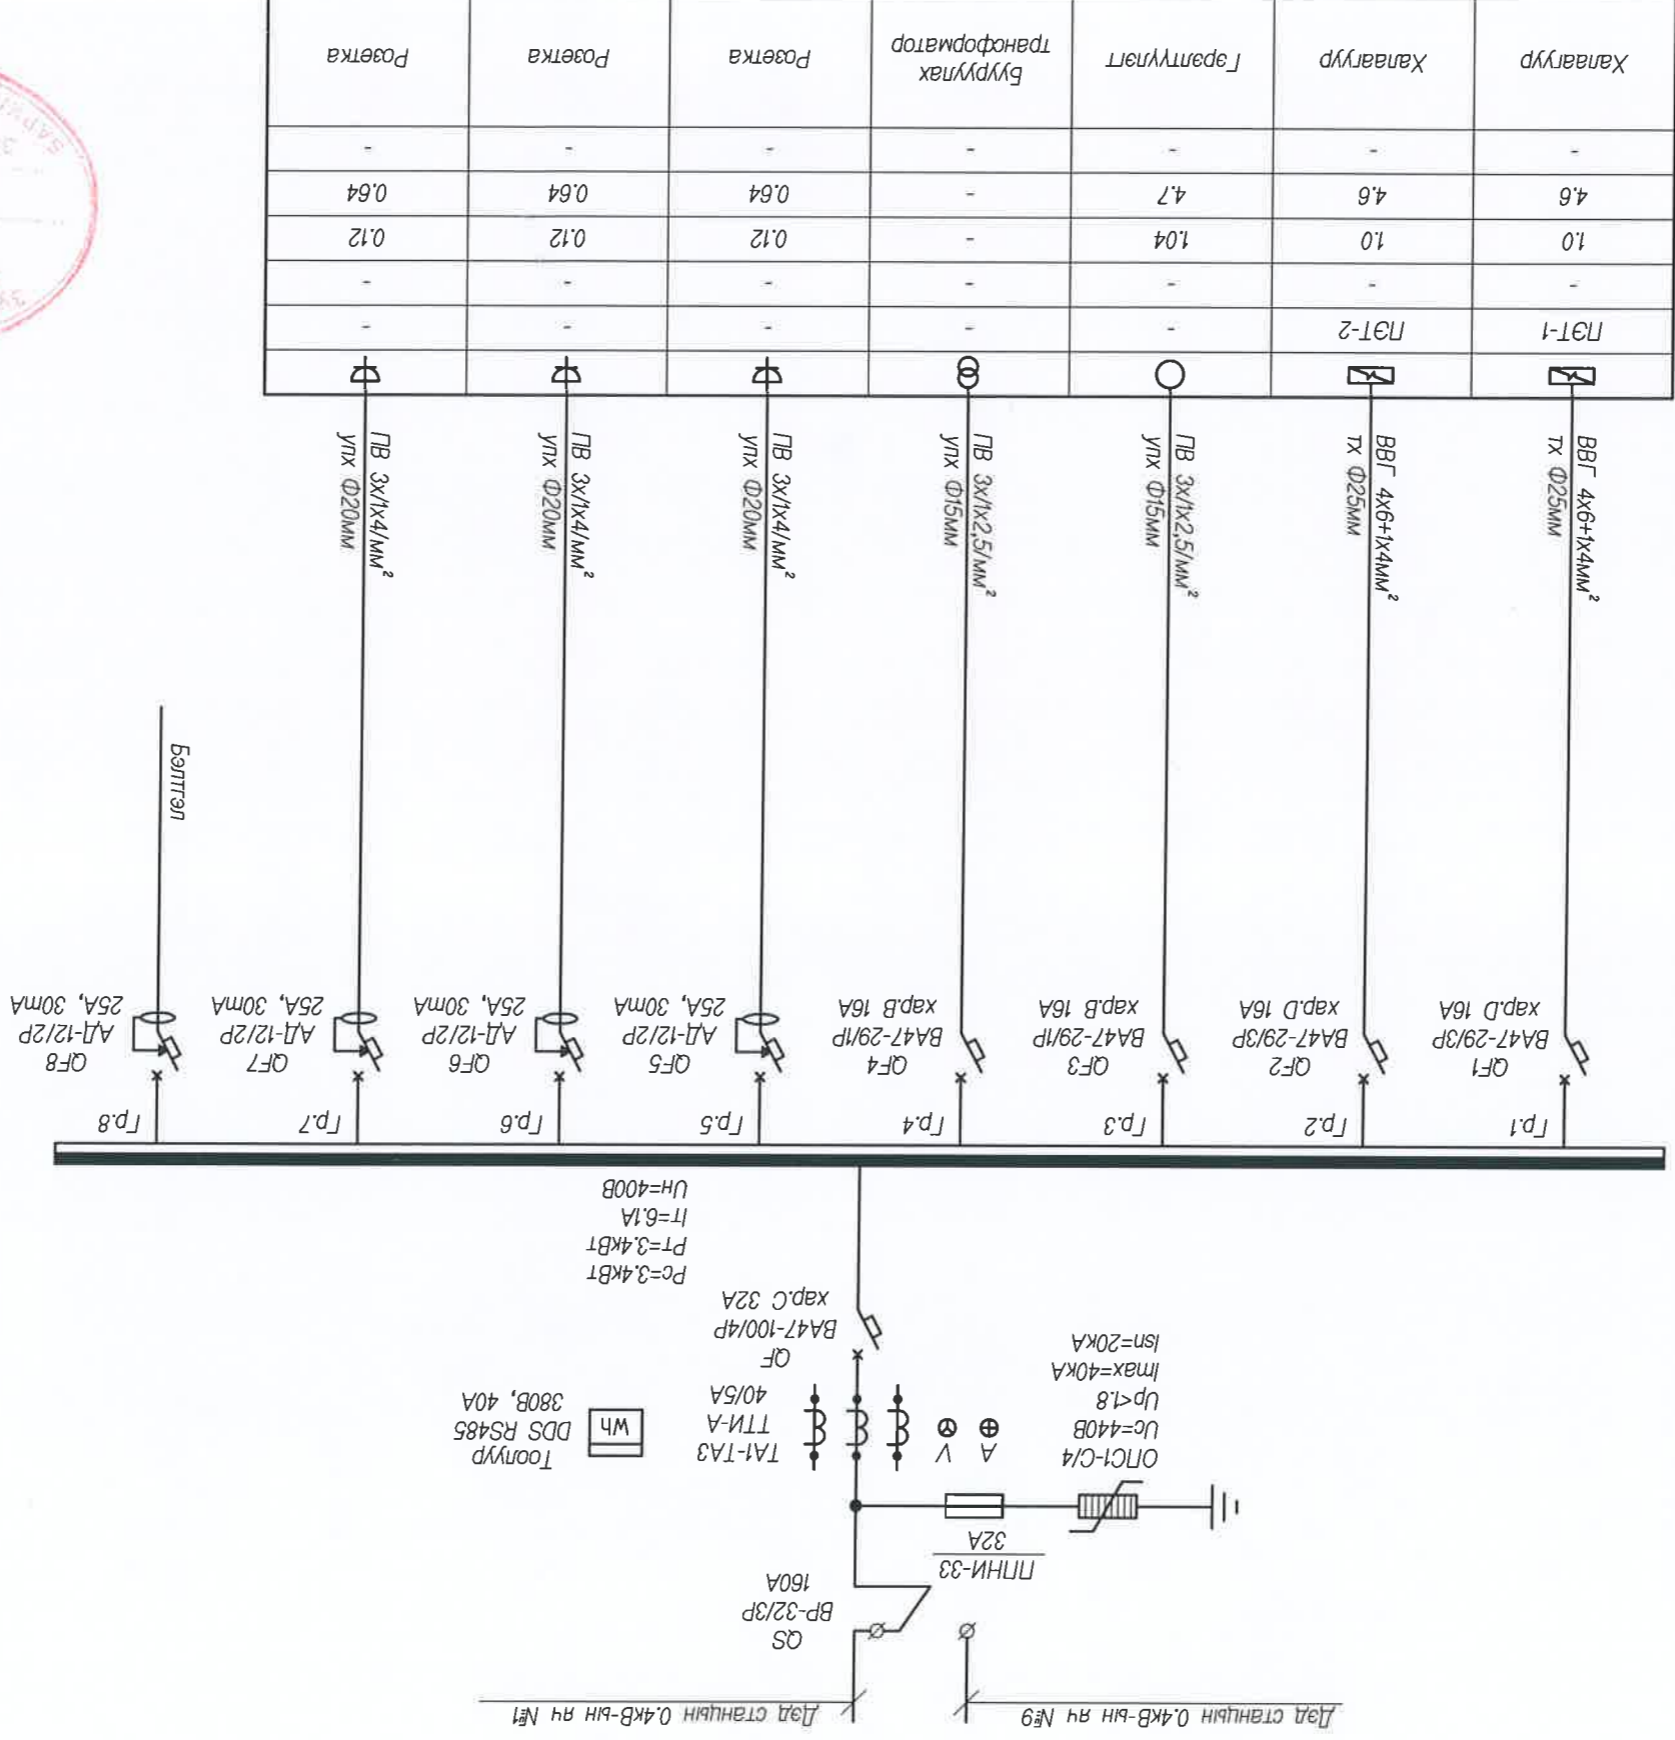 Дэд станцын 0.4кВ-ын яч №9
Дэд станцын 0.4кВ-ын яч №1
QS
ВР-32/3Р
160А
ППНИ-33
32А
ОПС1-С/4
Uc=440В
Up<1.8
Imax=40кА
Isn=20кА
A
V
ТА1-ТА3
ТТИ-А
40/5А
Wh
Тоолуур
DDS RS485
380В, 40А
QF
ВА47-100/4Р
хар.С 32А
Рс=3.4кВт
Рт=3.4кВт
Iт=6.1А
Uн=400В
Гр.1
Гр.2
Гр.3
Гр.4
Гр.5
Гр.6
Гр.7
Гр.8
QF1
ВА47-29/3Р
хар.D 16А
QF2
ВА47-29/3Р
хар.D 16А
QF3
ВА47-29/1Р
хар.В 16А
QF4
ВА47-29/1Р
хар.В 16А
QF5
АД-12/2Р
25А, 30mA
QF6
АД-12/2Р
25А, 30mA
QF7
АД-12/2Р
25А, 30mA
QF8
АД-12/2Р
25А, 30mA
ВВГ 4х6+1х4мм²
тх Ф25мм
ВВГ 4х6+1х4мм²
тх Ф25мм
ПВ 3х/1х2,5/мм²
упх Ф15мм
ПВ 3х/1х2,5/мм²
упх Ф15мм
ПВ 3х/1х4/мм²
упх Ф20мм
ПВ 3х/1х4/мм²
упх Ф20мм
ПВ 3х/1х4/мм²
упх Ф20мм
Бэлтгэл
ПЭТ-1 ПЭТ-2 - - - - -
- - - - - - -
1.0 1.0 1.04 - 0.12 0.12 0.12
4.6 4.6 4.7 - 0.64 0.64 0.64
- - - - - - -
Халаагуур
Халаагуур
Гэрэлтүүлэгт
Бууруулах
трансформатор
Розетка
Розетка
Розетка